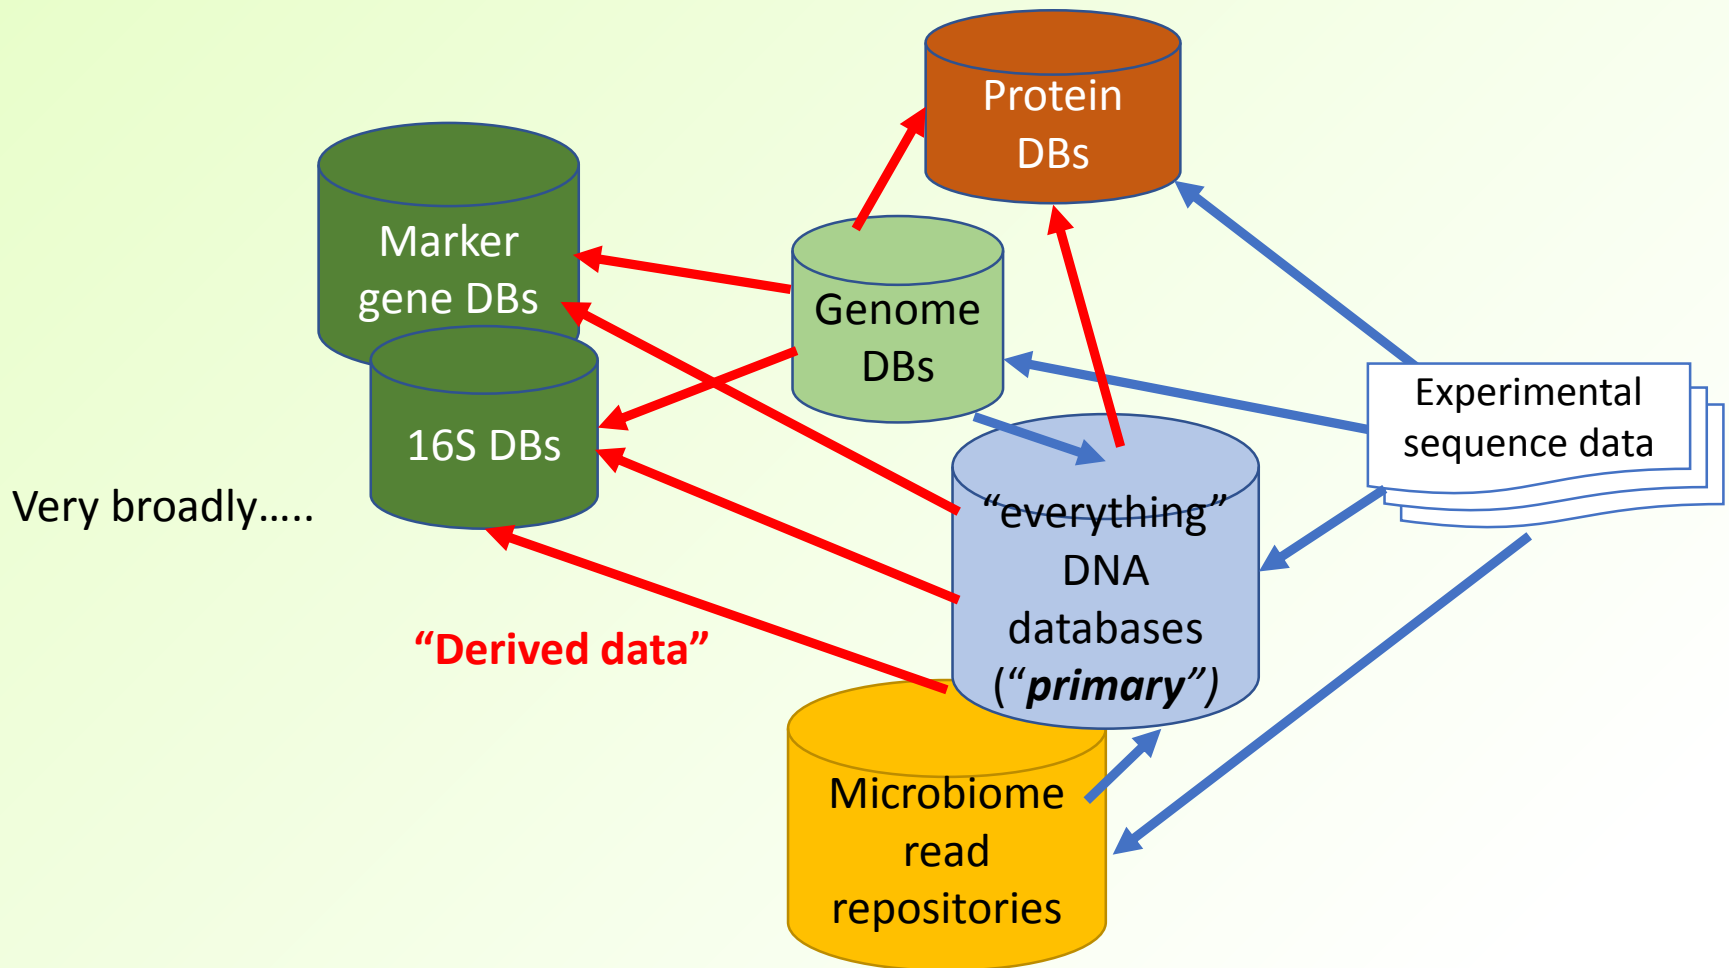 Protein
DBs
Marker
gene DBs
Genome
DBs
Experimental
sequence data
16S DBs
Very broadly…..
“everything”
DNA
databases
(“primary”)
“Derived data”
Microbiome
read
repositories